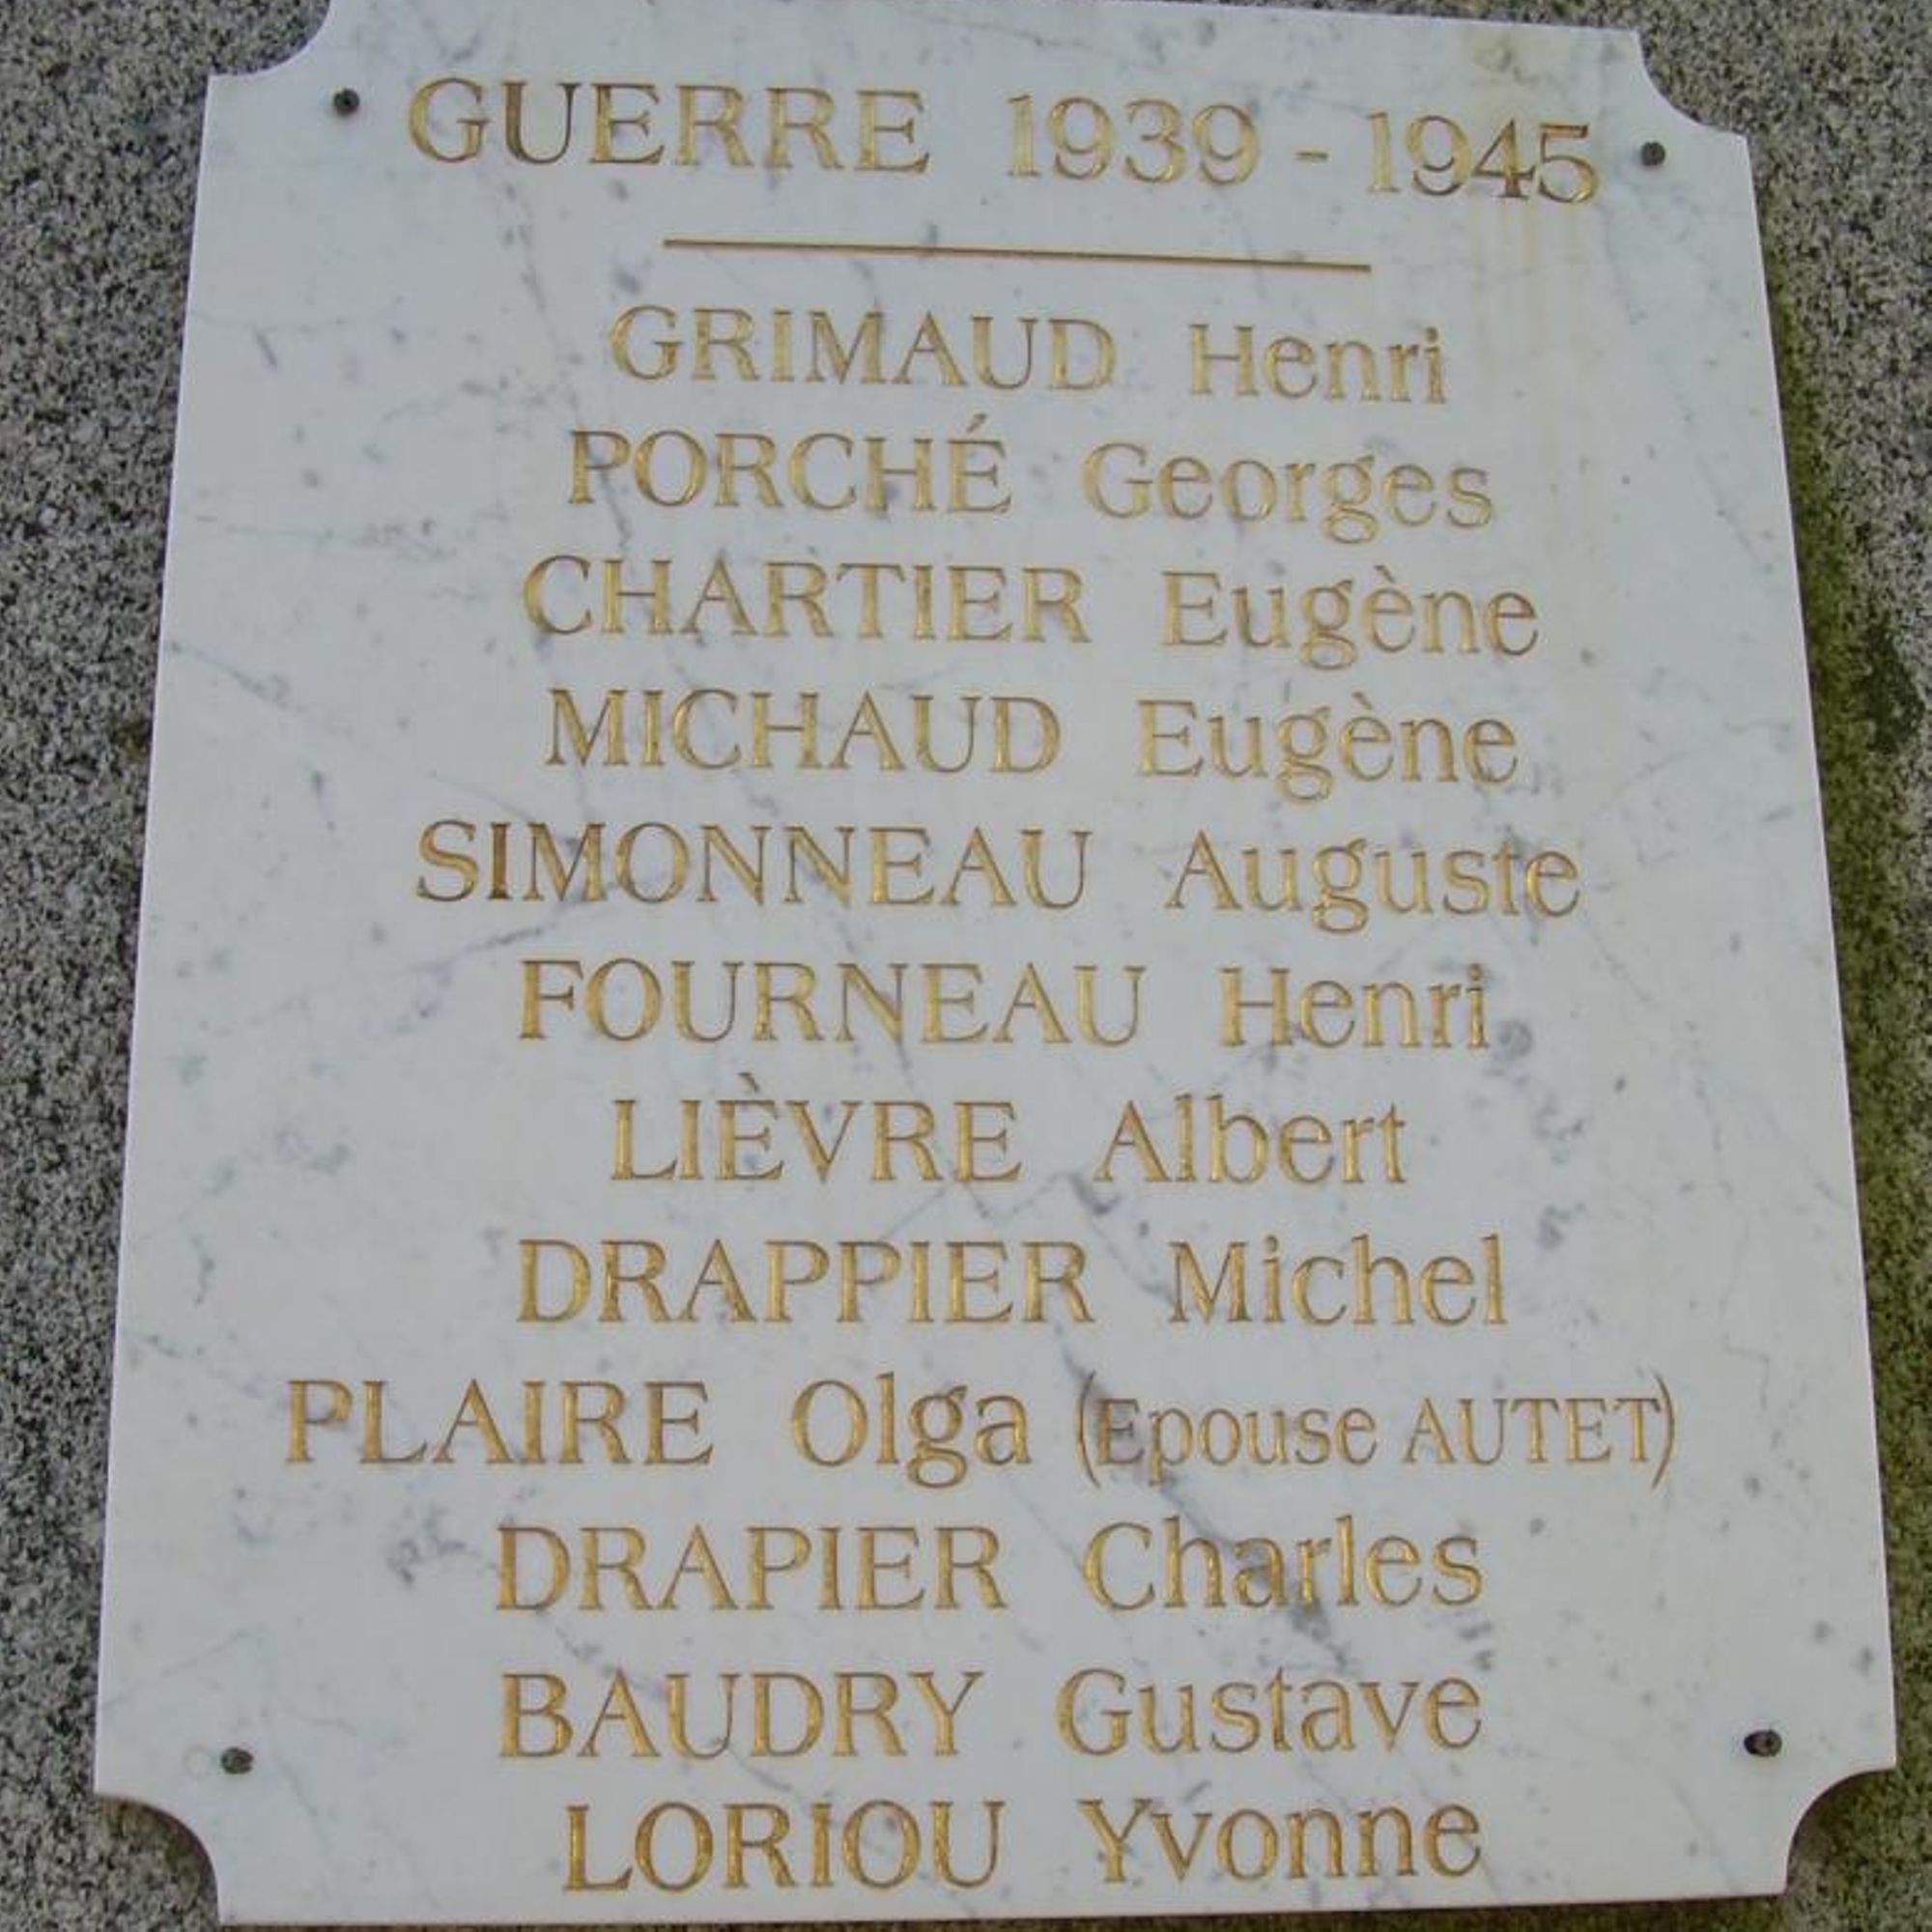 GUERRE 1939 - 1945
GRIMAUD Henri
PORCHÉ Georges
CHARTIER Eugène
MICHAUD Eugène
SIMONNEAU Auguste
FOURNEAU Henri
LIÈVRE Albert
DRAPPIER Michel
PLAIRE Olga (Epouse AUTET)
DRAPIER Charles
BAUDRY Gustave
LORIOU Yvonne